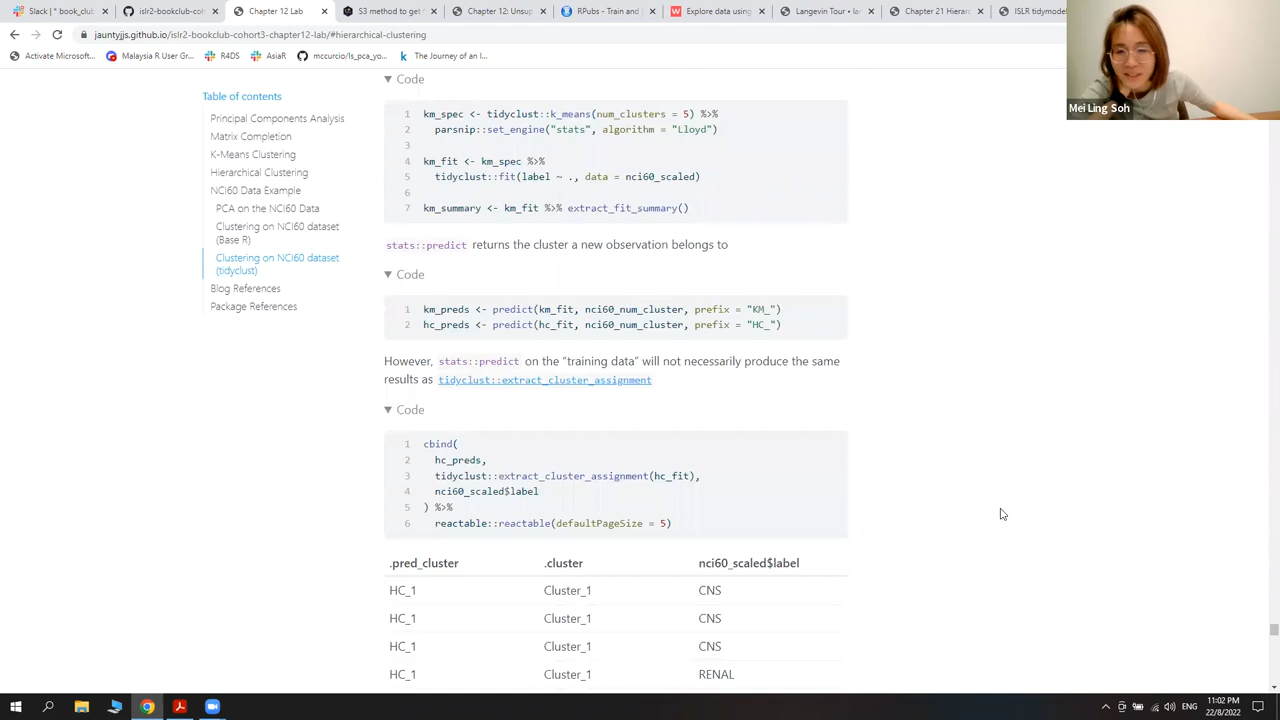 Slack | * book_clu
islr2-bookclub-coh
Chapter 12 Lab
S3 method to get
Chapter 12: Unsup
RPubs - Train and
Explore data using
Langevin Tour • la
Chapter 21 Hierarc
ISLR tidymodel
jauntyjjs.github.io/islr2-bookclub-cohort3-chapter12-lab/#hierarchical-clustering
Activate Microsoft...
Malaysia R User Gr...
R4DS
AsiaR
mccurcio/Is_pca_yo...
The Journey of an I...
Mei Ling Soh
Table of contents
Principal Components Analysis
Matrix Completion
K-Means Clustering
Hierarchical Clustering
NCI60 Data Example
PCA on the NCI60 Data
Clustering on NCI60 dataset
(Base R)
Clustering on NCI60 dataset
(tidyclust)
Blog References
Package References
Code
1 km_spec <- tidyclust::k_means(num_clusters = 5) %>%
2 parsnip::set_engine("stats", algorithm = "Lloyd")
3
4 km_fit <- km_spec %>%
5 tidyclust::fit(label ~ ., data = nci60_scaled)
6
7 km_summary <- km_fit %>% extract_fit_summary()
stats::predict returns the cluster a new observation belongs to
Code
1 km_preds <- predict(km_fit, nci60_num_cluster, prefix = "KM_")
2 hc_preds <- predict(hc_fit, nci60_num_cluster, prefix = "HC_")
However, stats::predict on the “training data” will not necessarily produce the same
results as tidyclust::extract_cluster_assignment
Code
1 cbind(
2 hc_preds,
3 tidyclust::extract_cluster_assignment(hc_fit),
4 nci60_scaled$label
5 ) %>%
6 reactable::reactable(defaultPageSize = 5)
.pred_cluster .cluster nci60_scaled$label
HC_1 Cluster_1 CNS
HC_1 Cluster_1 CNS
HC_1 Cluster_1 CNS
HC_1 Cluster_1 RENAL
ENG
11:02 PM
22/8/2022